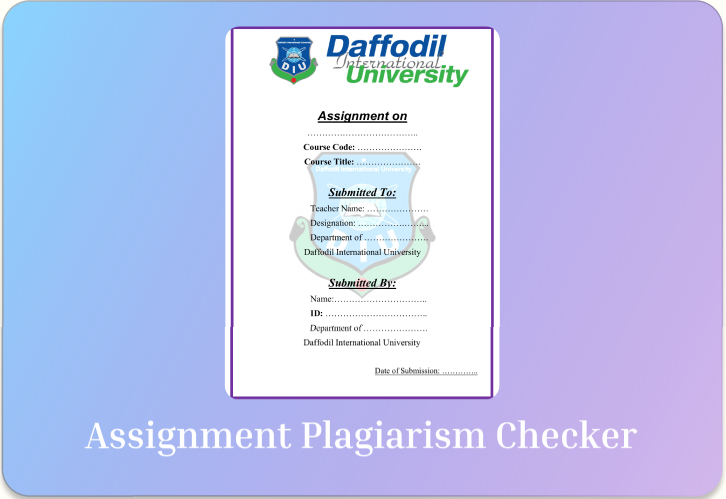 Daffodil
International
University
DIU
Assignment on
…………………………………..
Course Code: ………………….
Course Title: ………………….
Daffodil International University
Submitted To:
Teacher Name: …………………
Designation: ……………………..
Department of ………………….
DIU
Daffodil International University
Submitted By:
Name:…………………………..
ID: ……………………………..
Department of ………………….
Daffodil International University
Date of Submission: …………..
Assignment Plagiarism Checker